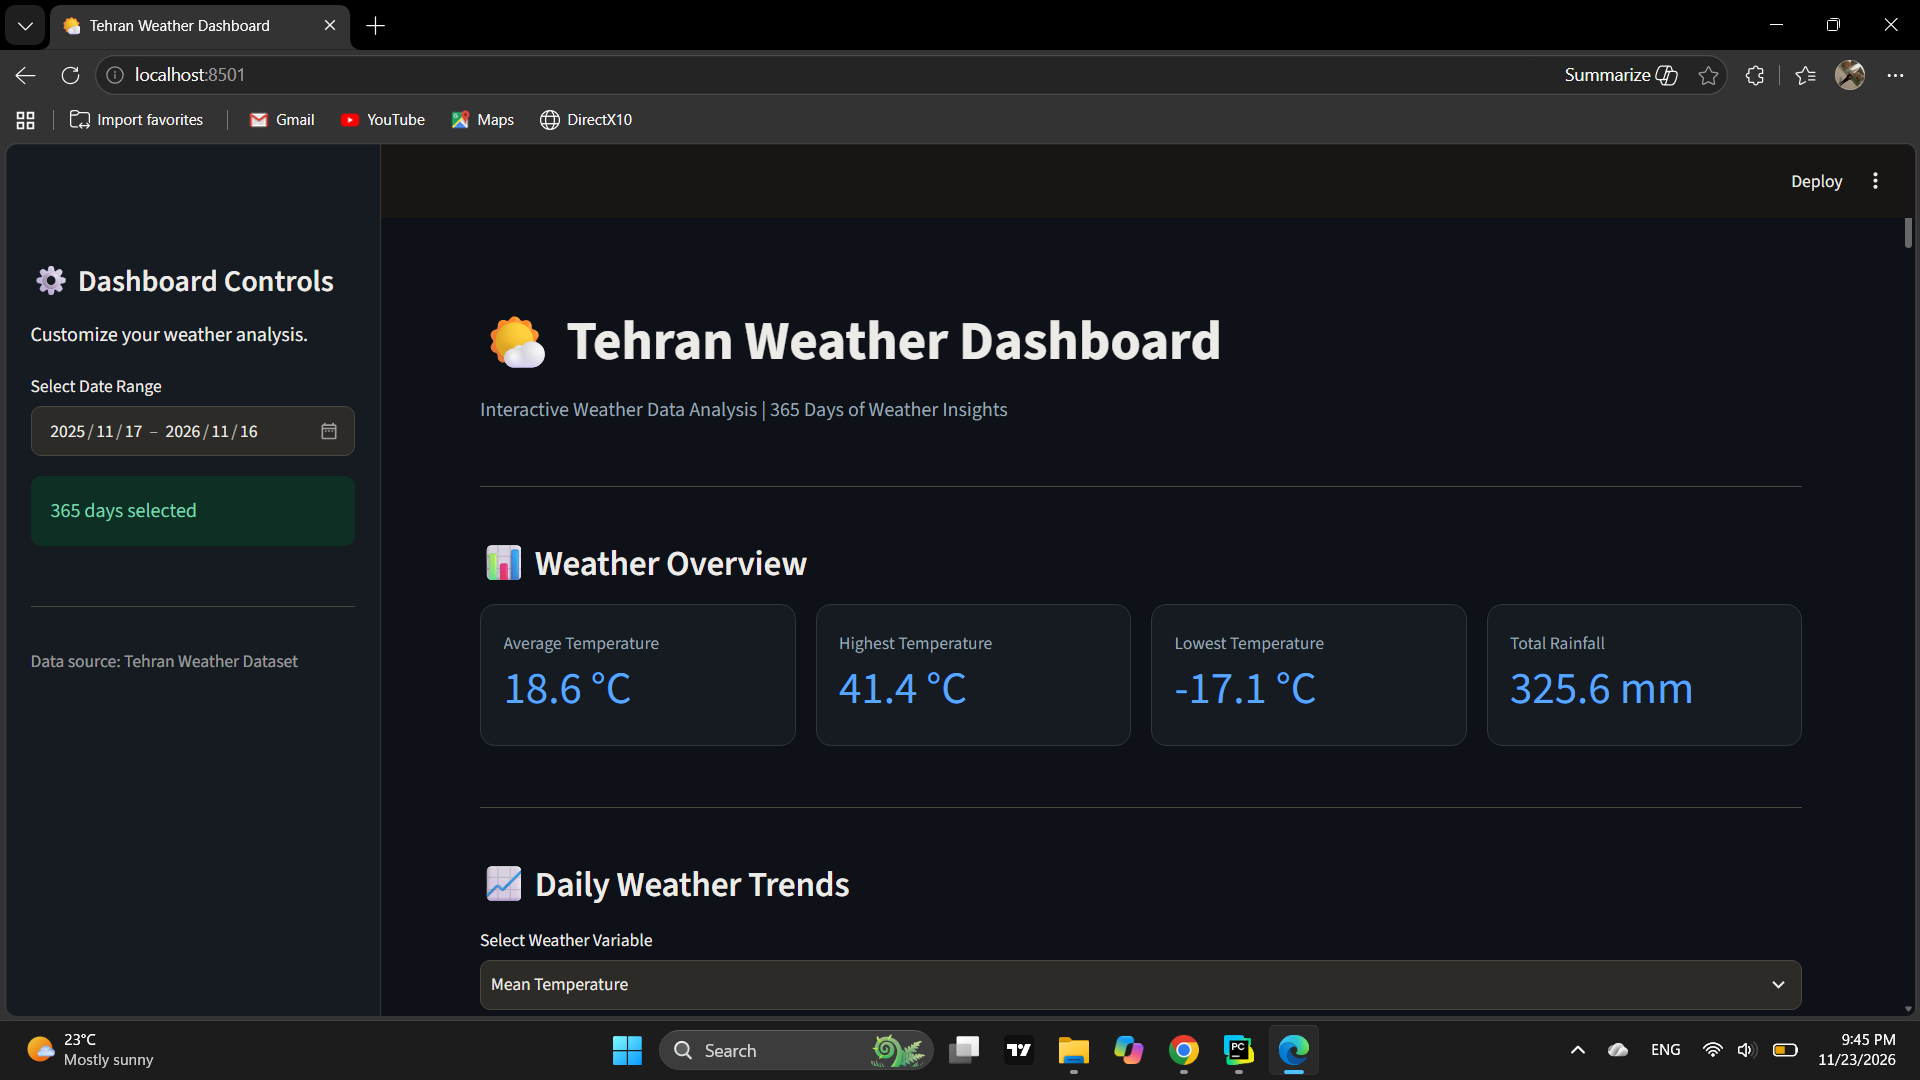 Tehran Weather Dashboard
localhost:8501
Summarize
Import favorites
Gmail
YouTube
Maps
DirectX10
Deploy
Dashboard Controls
Customize your weather analysis.
Select Date Range
2025/11/17 – 2026/11/16
365 days selected
Data source: Tehran Weather Dataset
Tehran Weather Dashboard
Interactive Weather Data Analysis | 365 Days of Weather Insights
Weather Overview
Average Temperature
18.6 °C
Highest Temperature
41.4 °C
Lowest Temperature
-17.1 °C
Total Rainfall
325.6 mm
Daily Weather Trends
Select Weather Variable
Mean Temperature
23°C
Mostly sunny
Search
PC
ENG
9:45 PM
11/23/2026